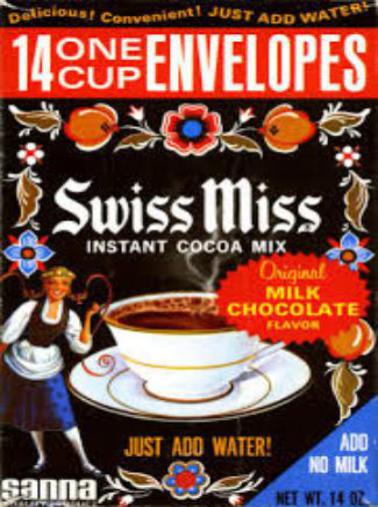 Delicious! Convenient! JUST ADD WATER!
14 ONE CUP ENVELOPES
Swiss Miss
INSTANT COCOA MIX
Original
MILK
CHOCOLATE
FLAVOR
JUST ADD WATER!
ADD
NO MILK
sanna
NET WT. 14 OZ.